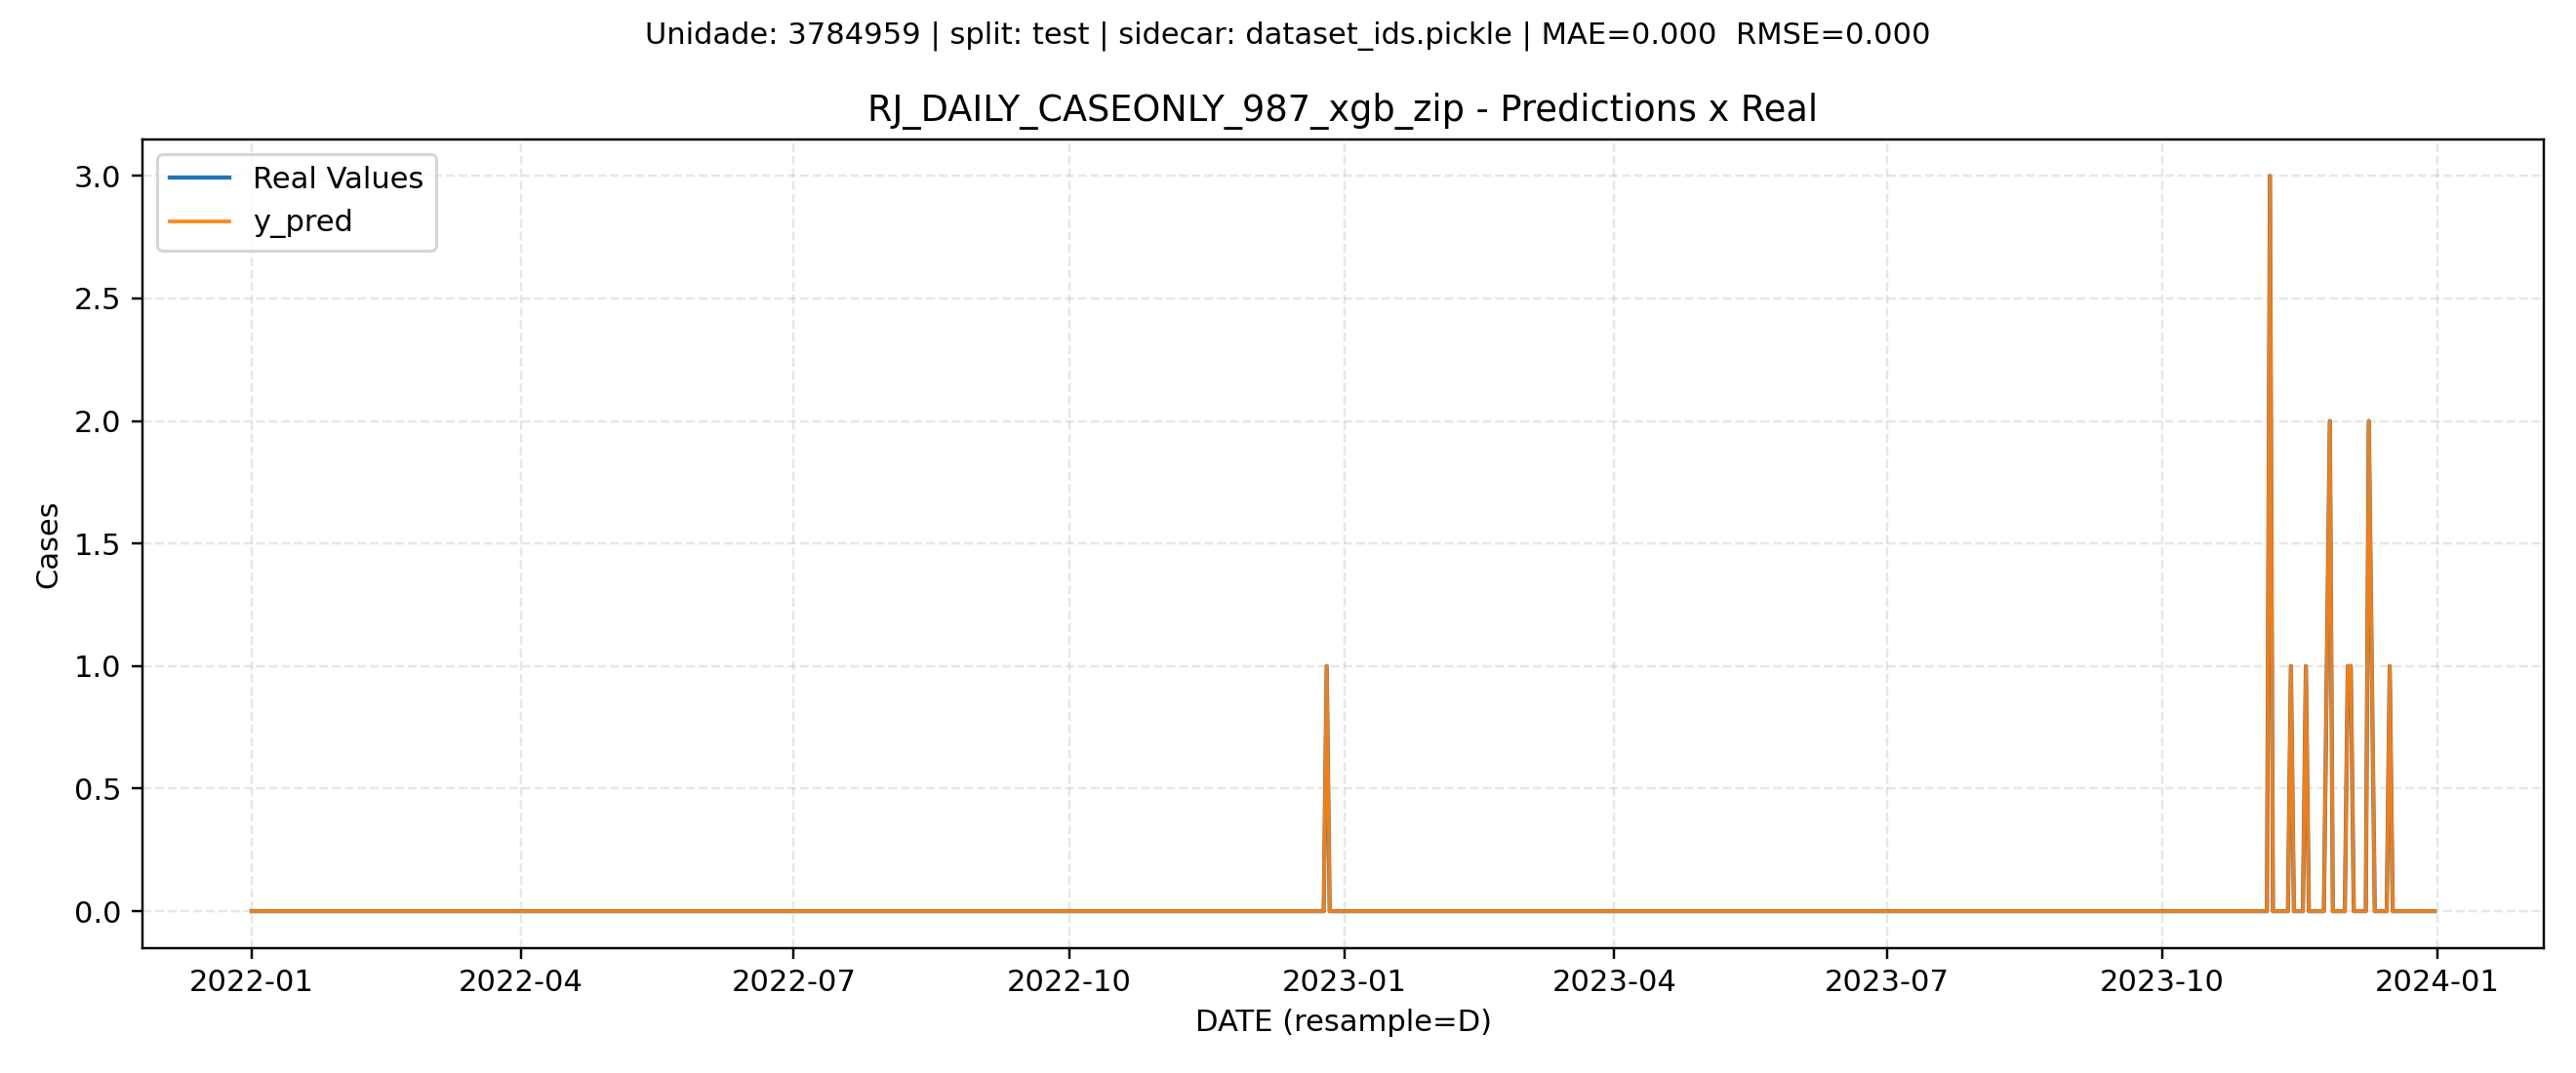 Unidade: 3784959 | split: test | sidecar: dataset_ids.pickle | MAE=0.000  RMSE=0.000
RJ_DAILY_CASEONLY_987_xgb_zip - Predictions x Real
Real Values
y_pred
Cases
3.0
2.5
2.0
1.5
1.0
0.5
0.0
2022-01 2022-04 2022-07 2022-10 2023-01 2023-04 2023-07 2023-10 2024-01
DATE (resample=D)